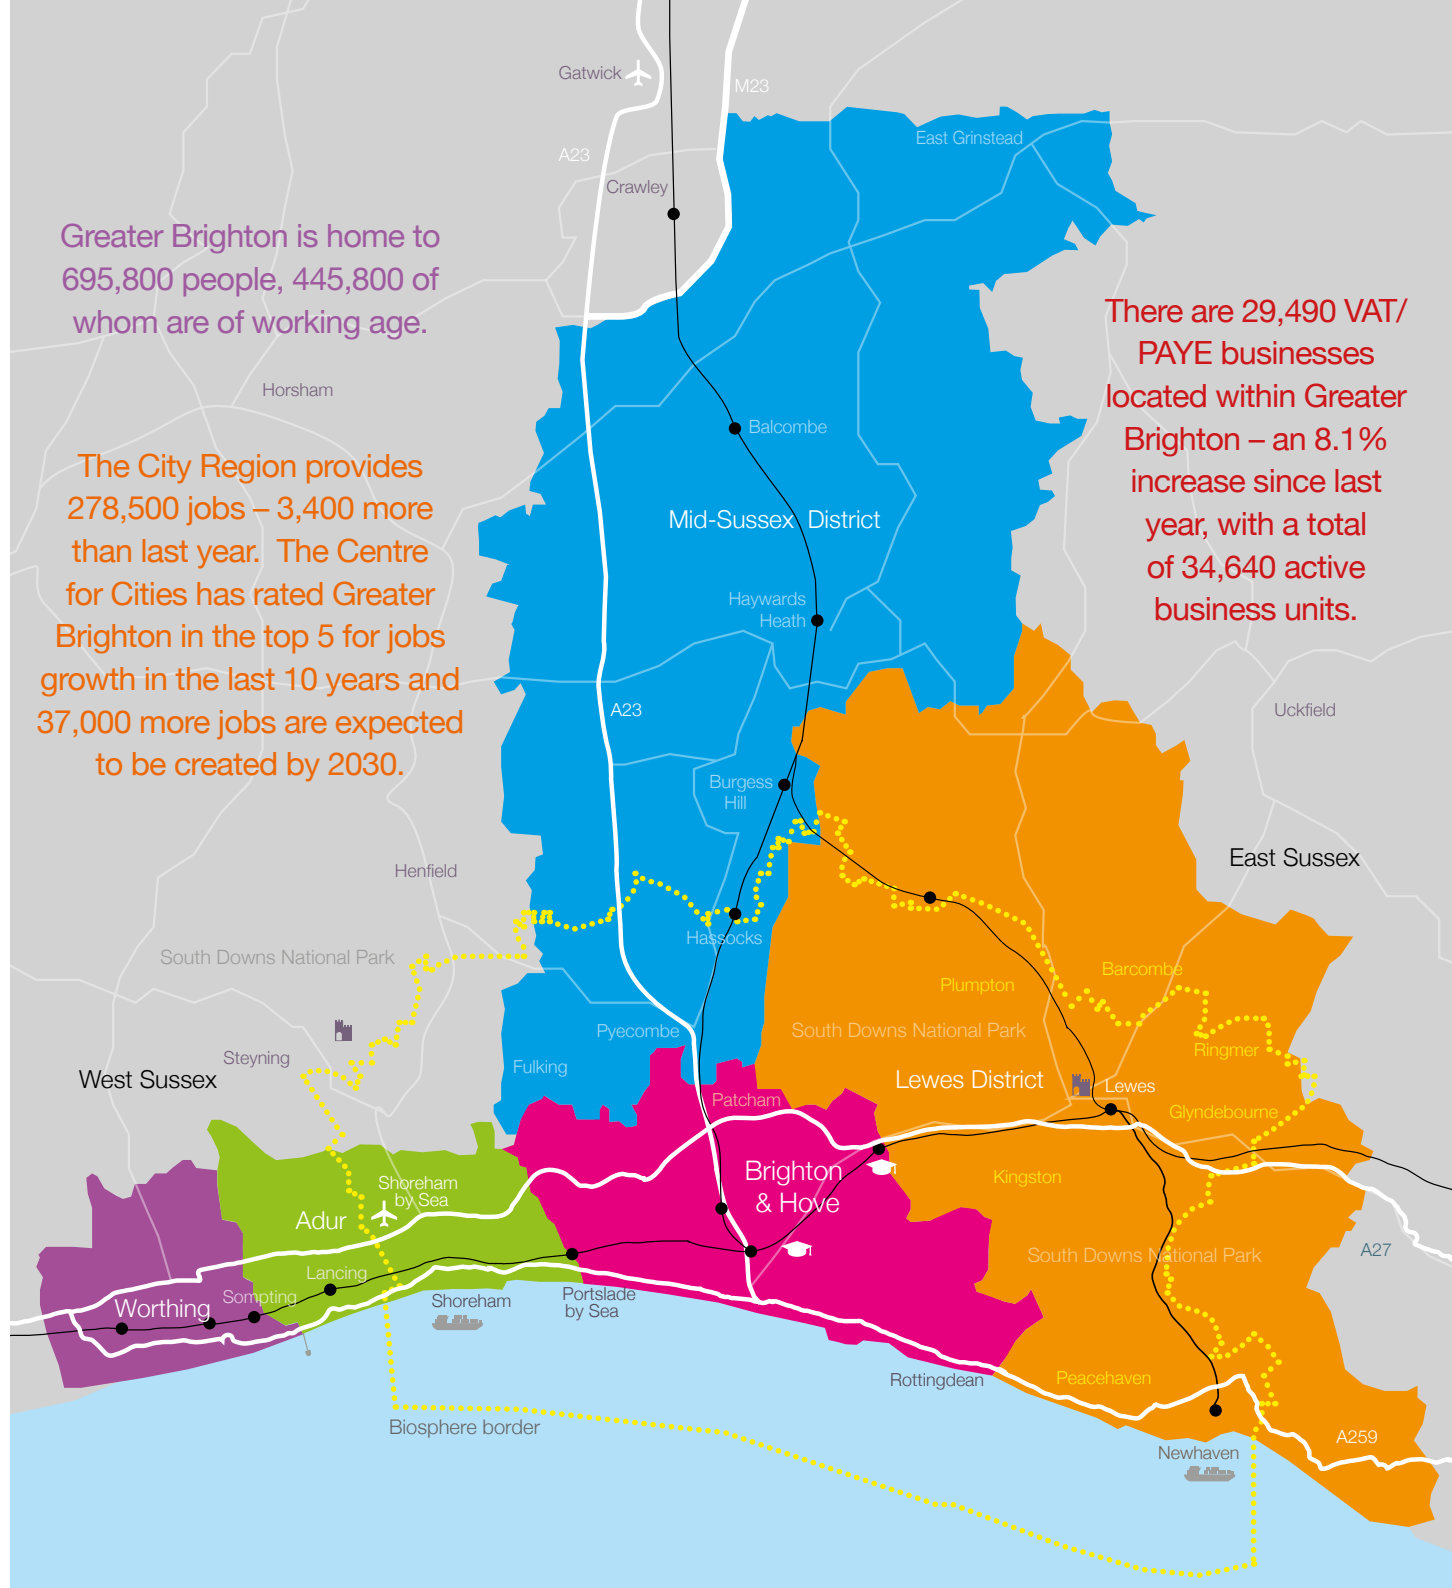 Gatwick
M23
East Grinstead
A23
Crawley
Greater Brighton is home to
695,800 people, 445,800 of
whom are of working age.
There are 29,490 VAT/
PAYE businesses
located within Greater
Brighton – an 8.1%
increase since last
year, with a total
of 34,640 active
business units.
Horsham
Balcombe
The City Region provides
278,500 jobs – 3,400 more
than last year. The Centre
for Cities has rated Greater
Brighton in the top 5 for jobs
growth in the last 10 years and
37,000 more jobs are expected
to be created by 2030.
Mid-Sussex District
Haywards
Heath
A23
Uckfield
Burgess
Hill
East Sussex
Henfield
Hassocks
South Downs National Park
Barcombe
Plumpton
Pyecombe
South Downs National Park
Ringmer
Steyning
Fulking
West Sussex
Lewes District
Lewes
Patcham
Glyndebourne
Brighton
& Hove
Kingston
Shoreham
by Sea
Adur
South Downs National Park
A27
Lancing
Sompting
Worthing
Shoreham
Portslade
by Sea
Rottingdean
Peacehaven
Biosphere border
A259
Newhaven